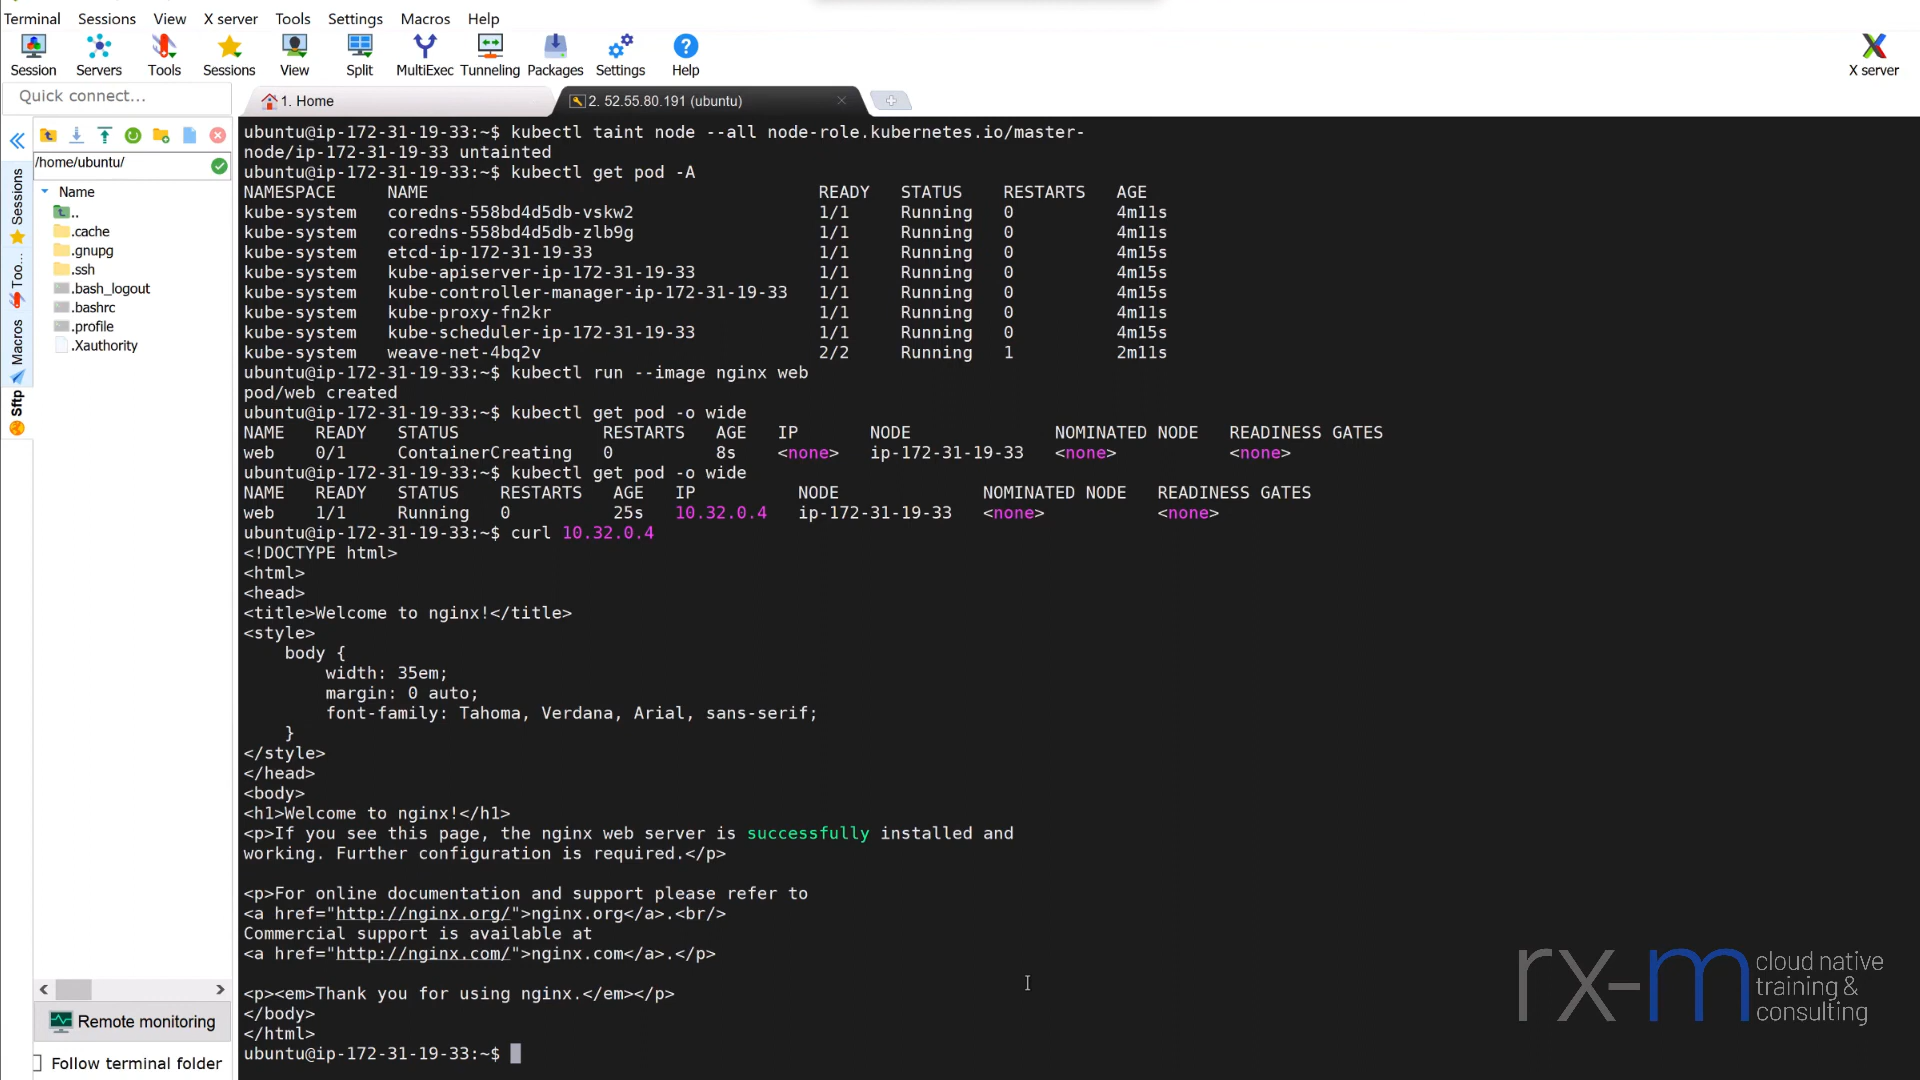 Terminal Sessions View X server Tools Settings Macros Help
Session Servers Tools Sessions View Split MultiExec Tunneling Packages Settings Help X server
Quick connect...
1. Home
2. 52.55.80.191 (ubuntu)
/home/ubuntu/
Name
..
.cache
.gnupg
.ssh
.bash_logout
.bashrc
.profile
.Xauthority
Sessions
Too...
Macros
Sftp
Remote monitoring
Follow terminal folder
ubuntu@ip-172-31-19-33:~$ kubectl taint node --all node-role.kubernetes.io/master-
node/ip-172-31-19-33 untainted
ubuntu@ip-172-31-19-33:~$ kubectl get pod -A
NAMESPACE     NAME                                      READY   STATUS    RESTARTS   AGE
kube-system   coredns-558bd4d5db-vskw2                  1/1     Running   0          4m11s
kube-system   coredns-558bd4d5db-zlb9g                  1/1     Running   0          4m11s
kube-system   etcd-ip-172-31-19-33                      1/1     Running   0          4m15s
kube-system   kube-apiserver-ip-172-31-19-33            1/1     Running   0          4m15s
kube-system   kube-controller-manager-ip-172-31-19-33   1/1     Running   0          4m15s
kube-system   kube-proxy-fn2kr                          1/1     Running   0          4m11s
kube-system   kube-scheduler-ip-172-31-19-33            1/1     Running   0          4m15s
kube-system   weave-net-4bq2v                           2/2     Running   1          2m11s
ubuntu@ip-172-31-19-33:~$ kubectl run --image nginx web
pod/web created
ubuntu@ip-172-31-19-33:~$ kubectl get pod -o wide
NAME   READY   STATUS              RESTARTS   AGE   IP       NODE              NOMINATED NODE   READINESS GATES
web    0/1     ContainerCreating   0          8s    <none>   ip-172-31-19-33   <none>           <none>
ubuntu@ip-172-31-19-33:~$ kubectl get pod -o wide
NAME   READY   STATUS    RESTARTS   AGE   IP          NODE              NOMINATED NODE   READINESS GATES
web    1/1     Running   0          25s   10.32.0.4   ip-172-31-19-33   <none>           <none>
ubuntu@ip-172-31-19-33:~$ curl 10.32.0.4
<!DOCTYPE html>
<html>
<head>
<title>Welcome to nginx!</title>
<style>
    body {
        width: 35em;
        margin: 0 auto;
        font-family: Tahoma, Verdana, Arial, sans-serif;
    }
</style>
</head>
<body>
<h1>Welcome to nginx!</h1>
<p>If you see this page, the nginx web server is successfully installed and
working. Further configuration is required.</p>
<p>For online documentation and support please refer to
<a href="http://nginx.org/">nginx.org</a>.<br/>
Commercial support is available at
<a href="http://nginx.com/">nginx.com</a>.</p>
<p><em>Thank you for using nginx.</em></p>
</body>
</html>
ubuntu@ip-172-31-19-33:~$
rx-m
cloud native
training &
consulting